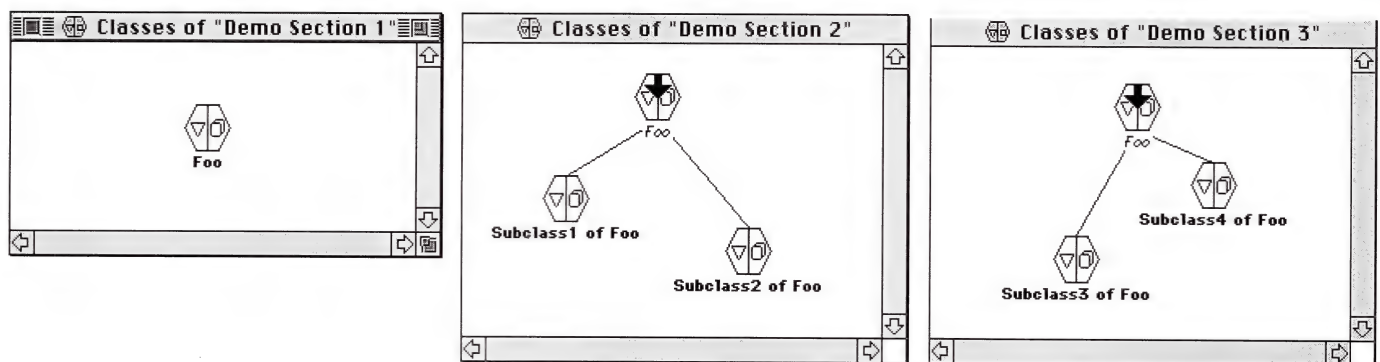 Classes of "Demo Section 1"
Foo
Classes of "Demo Section 2"
Foo
Subclass1 of Foo
Subclass2 of Foo
Classes of "Demo Section 3"
Foo
Subclass4 of Foo
Subclass3 of Foo